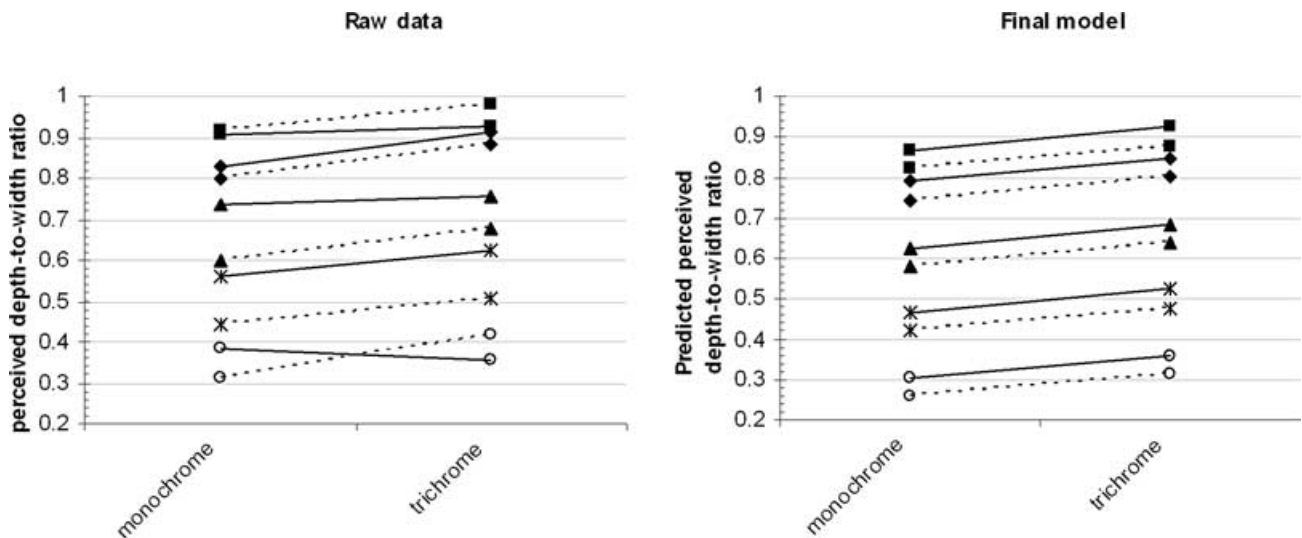 Raw data
perceived depth-to-width ratio
1
0.9
0.8
0.7
0.6
0.5
0.4
0.3
0.2
monochrome
trichrome
Final model
Predicted perceived
depth-to-width ratio
1
0.9
0.8
0.7
0.6
0.5
0.4
0.3
0.2
monochrome
trichrome